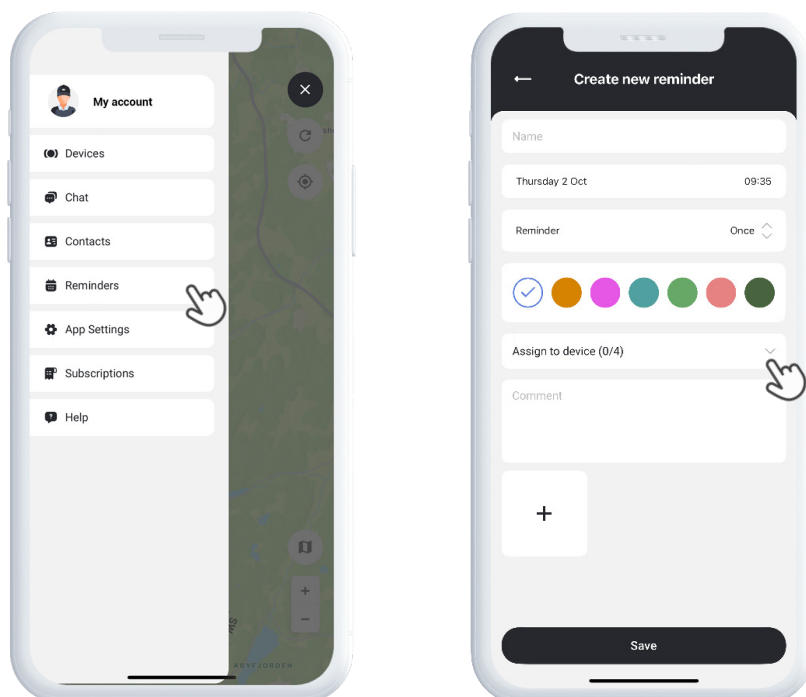 My account
Devices
Chat
Contacts
Reminders
App Settings
Subscriptions
Help
ABYFJORDEN
Create new reminder
Name
Thursday 2 Oct 09:35
Reminder Once
Assign to device (0/4)
Comment
+
Save